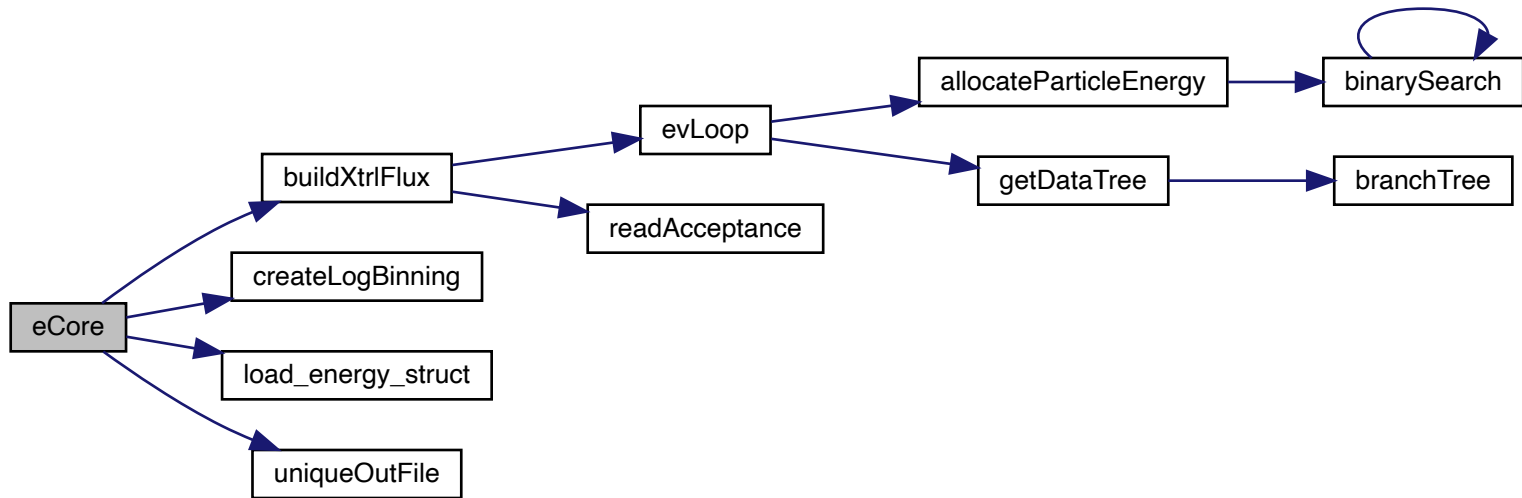 eCore
buildXtrlFlux
createLogBinning
load_energy_struct
uniqueOutFile
evLoop
readAcceptance
allocateParticleEnergy
getDataTree
binarySearch
branchTree